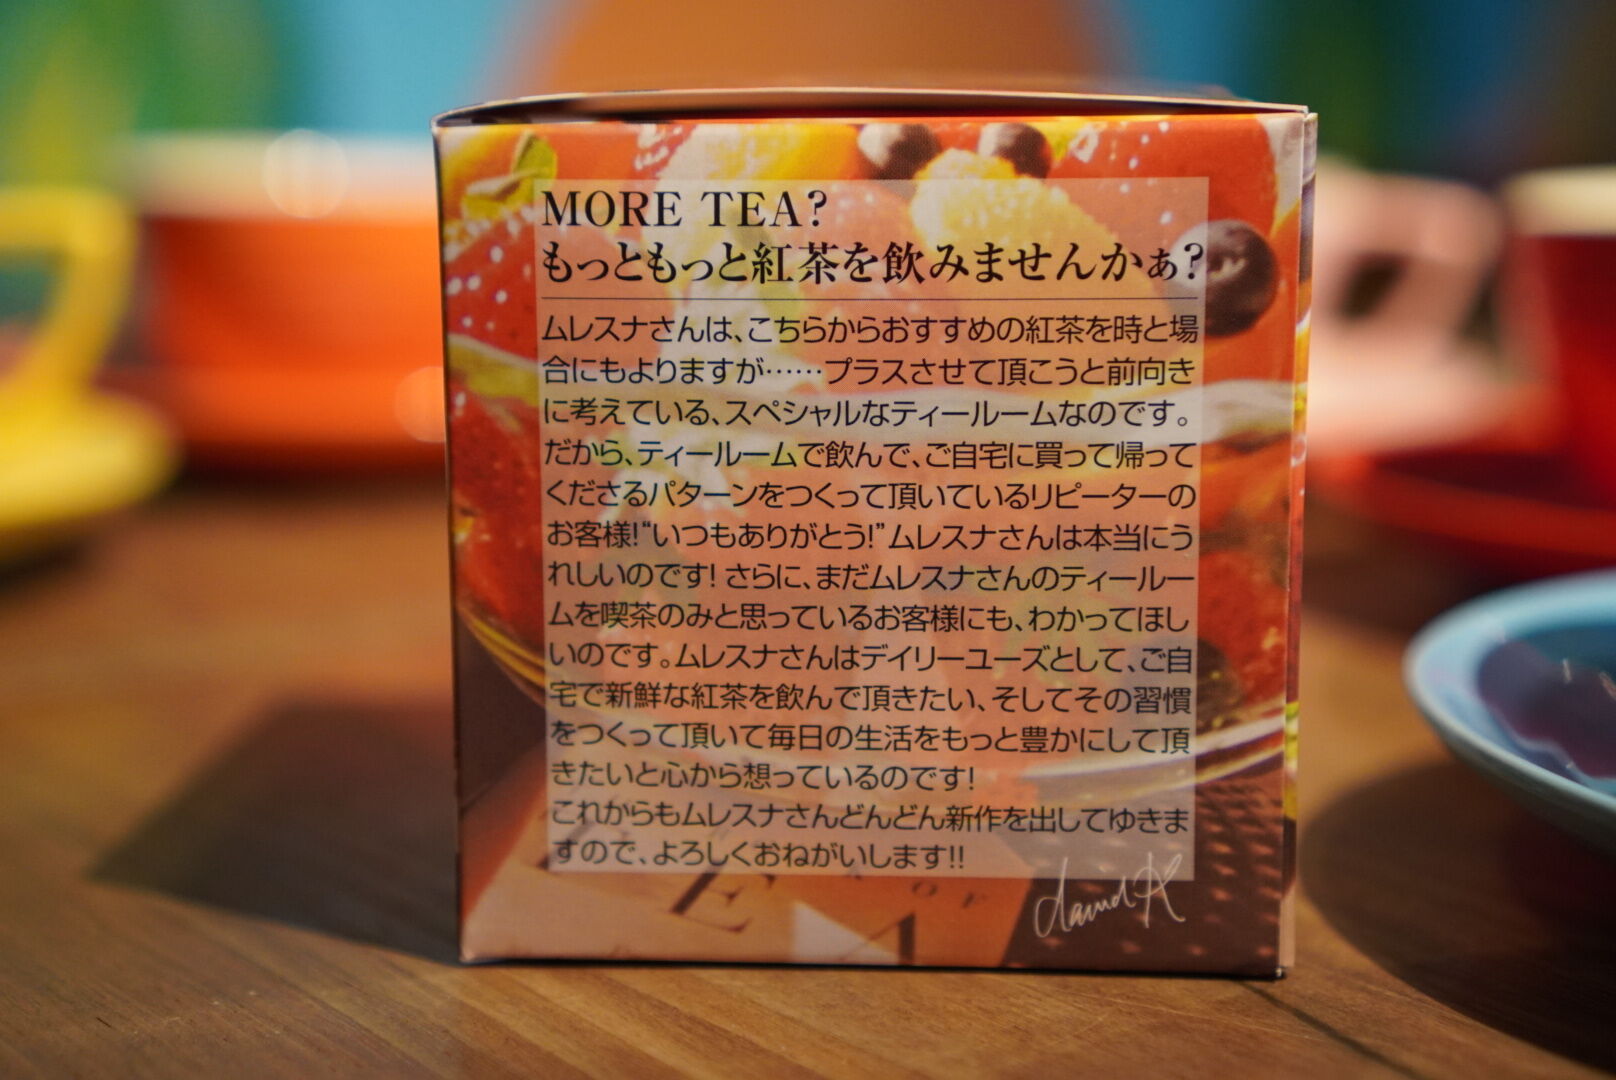 MORE TEA?
もっともっと紅茶を飲みませんかぁ?
ムレスナさんは、こちらからおすすめの紅茶を時と場
合にもよりますが……プラスさせて頂こうと前向き
に考えている、スペシャルなティールームなのです。
だから、ティールームで飲んで、ご自宅に買って帰って
くださるパターンをつくって頂いているリピーターの
お客様!“いつもありがとう!”ムレスナさんは本当にう
れしいのです! さらに、まだムレスナさんのティールー
ムを喫茶のみと思っているお客様にも、わかってほし
いのです。ムレスナさんはデイリーユーズとして、ご自
宅で新鮮な紅茶を飲んで頂きたい、そしてその習慣
をつくって頂いて毎日の生活をもっと豊かにして頂
きたいと心から想っているのです!
これからもムレスナさんどんどん新作を出してゆきま
すので、よろしくおねがいします!!